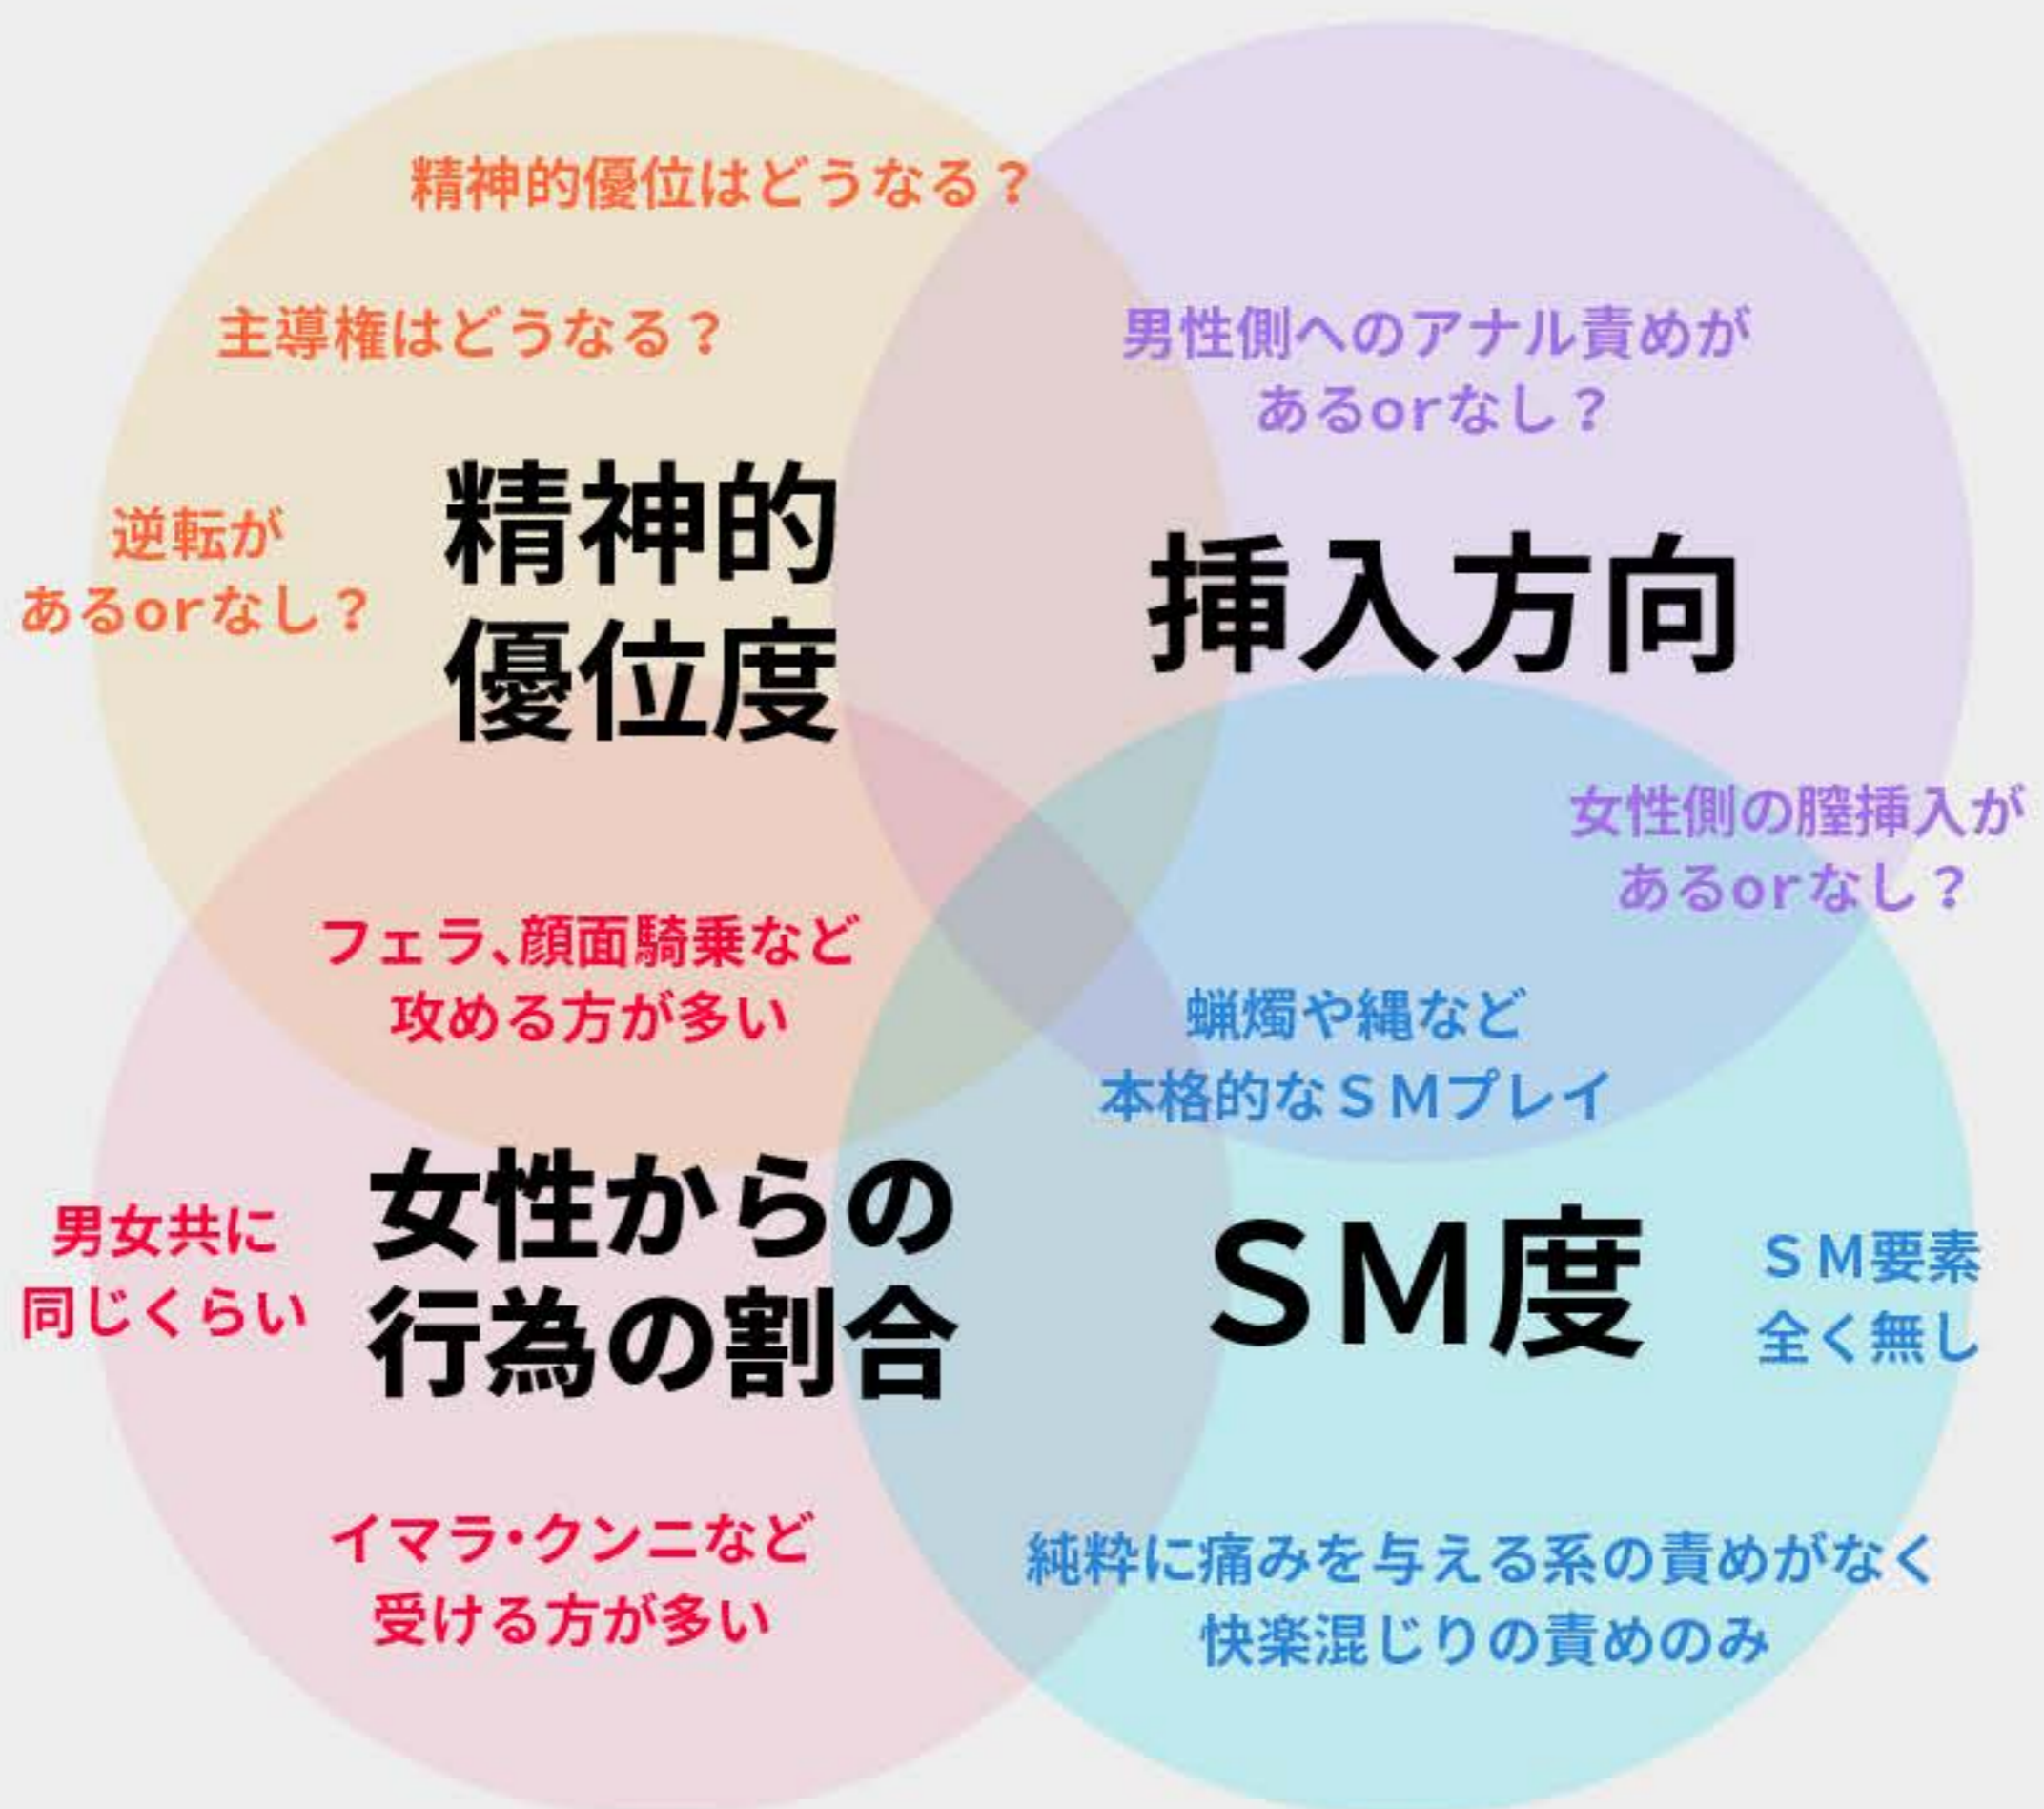 精神的優位はどうなる？
主導権はどうなる？
逆転が
あるorなし？
精神的
優位度
男性側へのアナル責めが
あるorなし？
挿入方向
女性側の膣挿入が
あるorなし？
フェラ、顔面騎乗など
攻める方が多い
男女共に
同じくらい
女性からの
行為の割合
イマラ・クンニなど
受ける方が多い
蝋燭や縄など
本格的なＳＭプレイ
ＳＭ度
ＳＭ要素
全く無し
純粋に痛みを与える系の責めがなく
快楽混じりの責めのみ